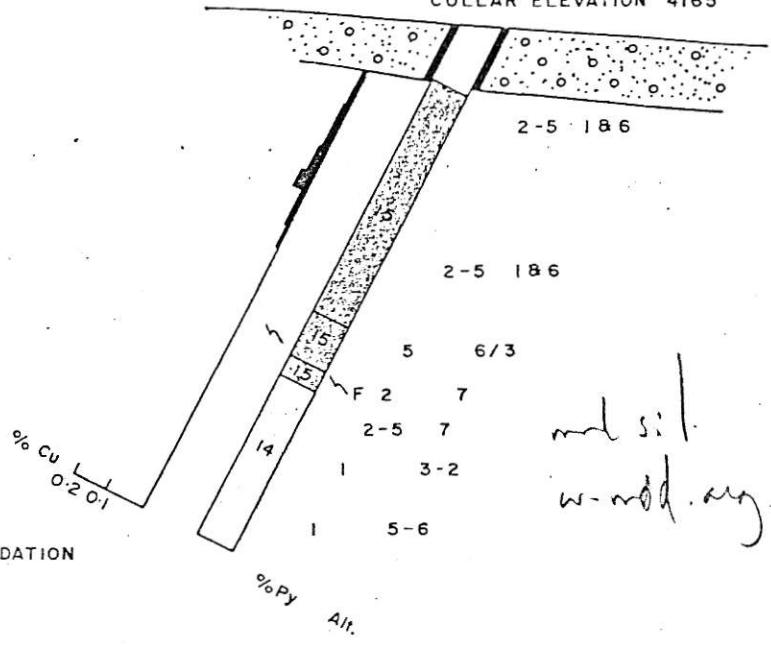 COLLAR ELEVATION 4165
2-5 1&6
5
2-5 1&6
15
5 6/3
15
F 2 7
2-5 7
14
1 3-2
1 5-6
% Cu
0.2 0.1
DATION
%Py Alt.
mod sil.
w-mod. arg.